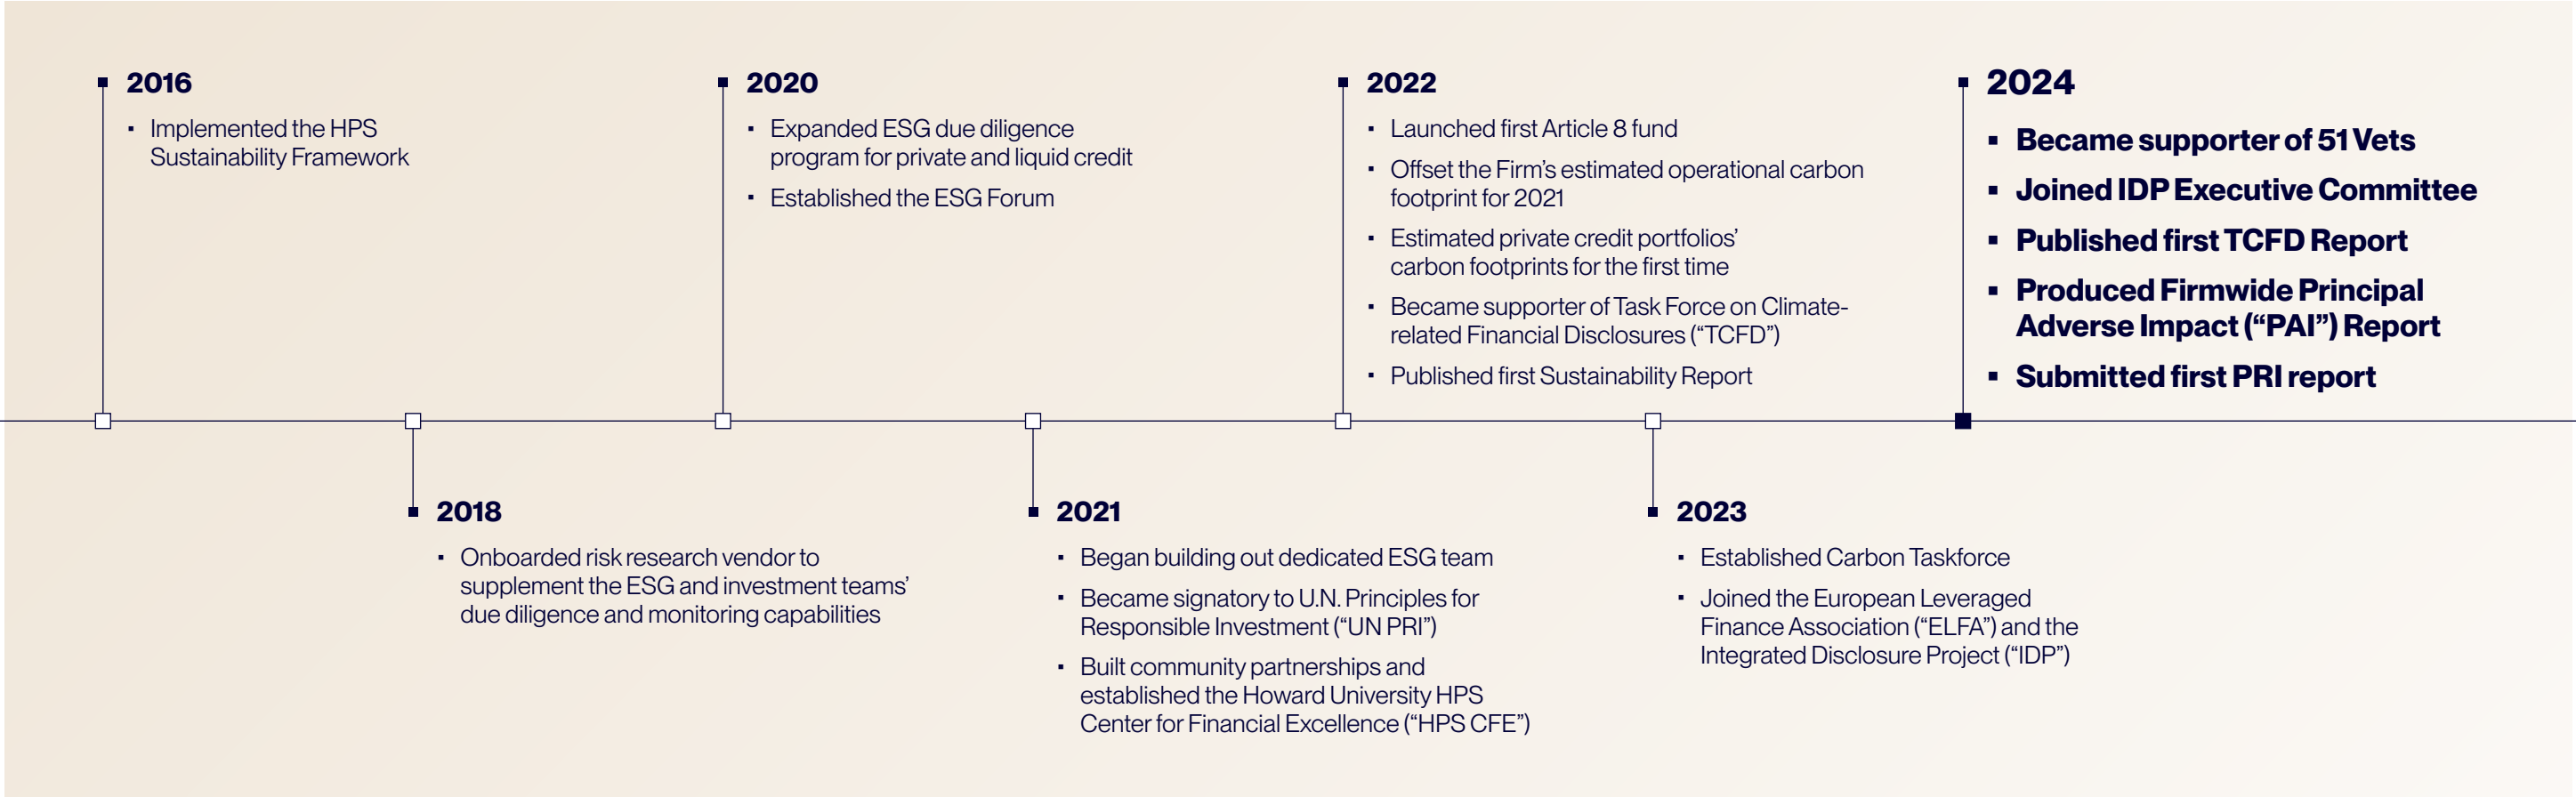 2016
▪ Implemented the HPS
Sustainability Framework
2020
▪ Expanded ESG due diligence
program for private and liquid credit
▪ Established the ESG Forum
2022
▪ Launched first Article 8 fund
▪ Offset the Firm’s estimated operational carbon
footprint for 2021
▪ Estimated private credit portfolios’
carbon footprints for the first time
▪ Became supporter of Task Force on Climate-
related Financial Disclosures (“TCFD”)
▪ Published first Sustainability Report
2024
▪ Became supporter of 51 Vets
▪ Joined IDP Executive Committee
▪ Published first TCFD Report
▪ Produced Firmwide Principal
Adverse Impact (“PAI”) Report
▪ Submitted first PRI report
2018
▪ Onboarded risk research vendor to
supplement the ESG and investment teams’
due diligence and monitoring capabilities
2021
▪ Began building out dedicated ESG team
▪ Became signatory to U.N. Principles for
Responsible Investment (“UN PRI”)
▪ Built community partnerships and
established the Howard University HPS
Center for Financial Excellence (“HPS CFE”)
2023
▪ Established Carbon Taskforce
▪ Joined the European Leveraged
Finance Association (“ELFA”) and the
Integrated Disclosure Project (“IDP”)